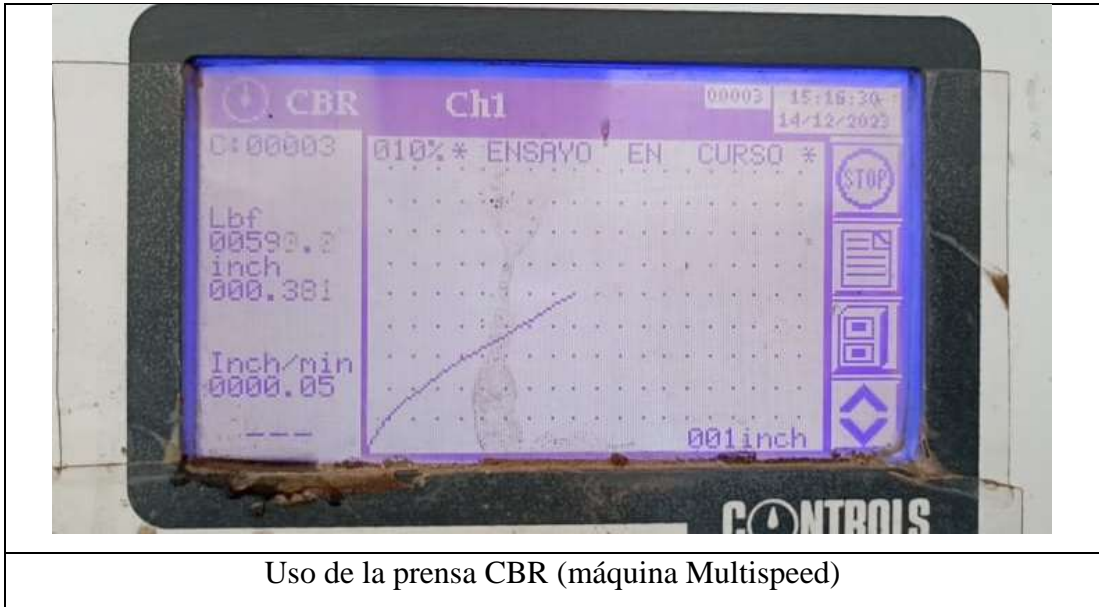 CBR Ch1 00003 15:16:30
14/12/2023
C:00003 010% * ENSAYO EN CURSO *
STOP
Lbf
inch
000.381
Inch/min
0000.05
---
001inch
CONTROLS
Uso de la prensa CBR (máquina Multispeed)